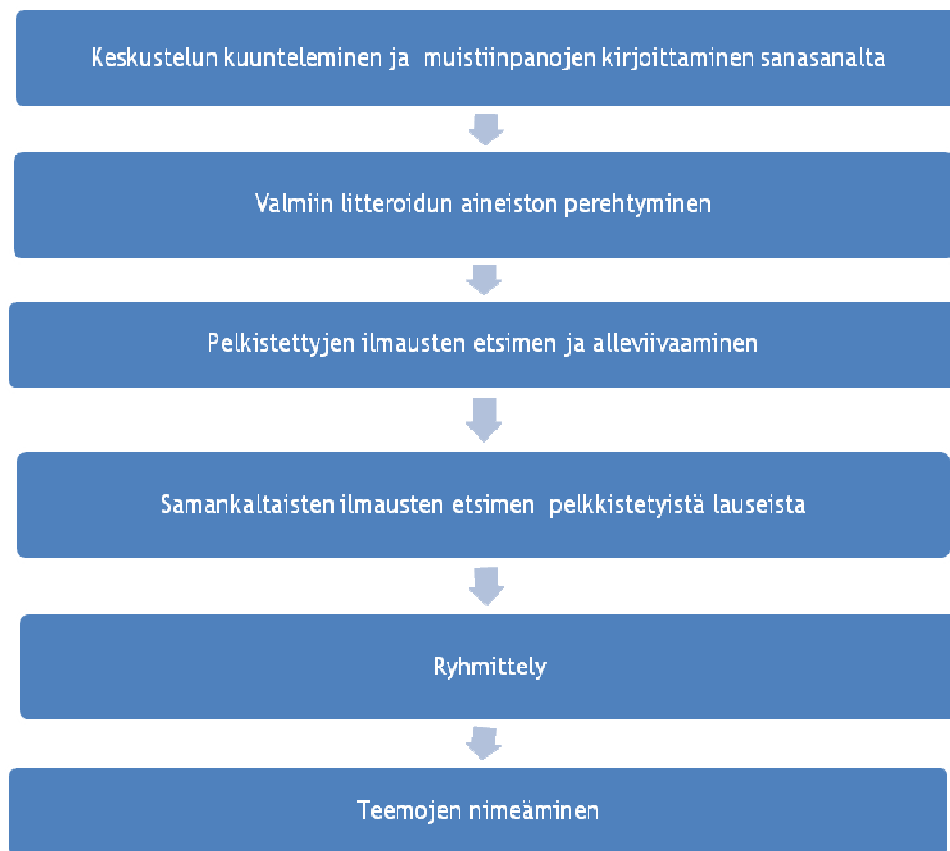 Keskustelun kuunteleminen ja  muistiinpanojen kirjoittaminen sanasanalta
Valmiin litteroidun aineiston perehtyminen
Pelkistettyjen ilmausten etsimen ja alleviivaaminen
Samankaltaisten ilmausten etsimen  pelkkistetyistä lauseista
Ryhmittely
Teemojen nimeäminen